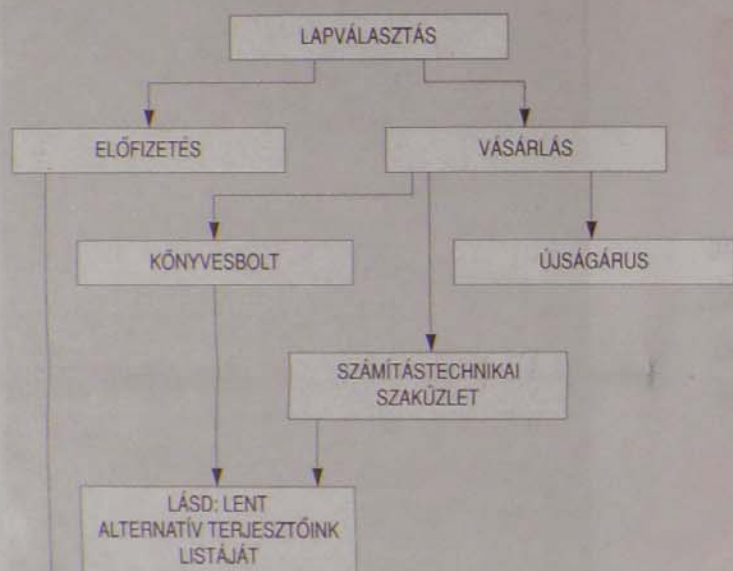 LAPVÁLASZTÁS
ELŐFIZETÉS
VÁSÁRLÁS
KÖNYVESBOLT
ÚJSÁGÁRUS
SZÁMÍTÁSTECHNIKAI
SZAKÜZLET
LÁSD: LENT
ALTERNATÍV TERJESZTŐINK
LISTÁJÁT